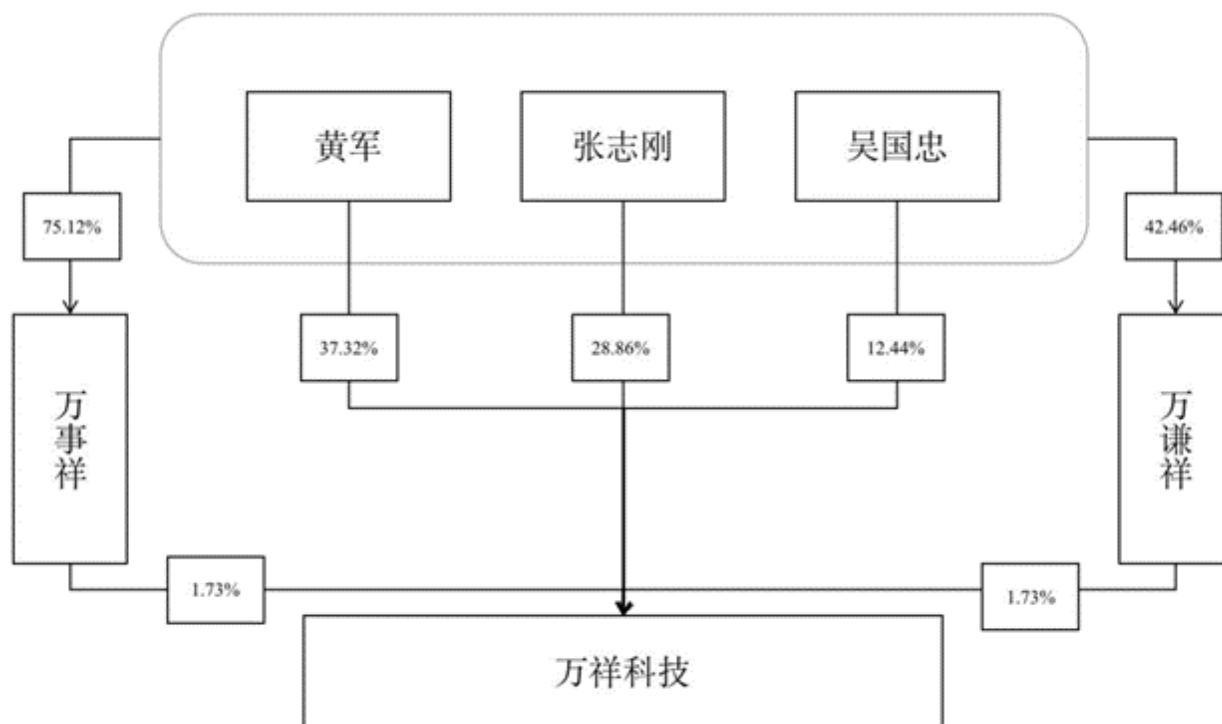 黄军
张志刚
吴国忠
75.12%
42.46%
37.32%
28.86%
12.44%
万事祥
万谦祥
1.73%
1.73%
万祥科技